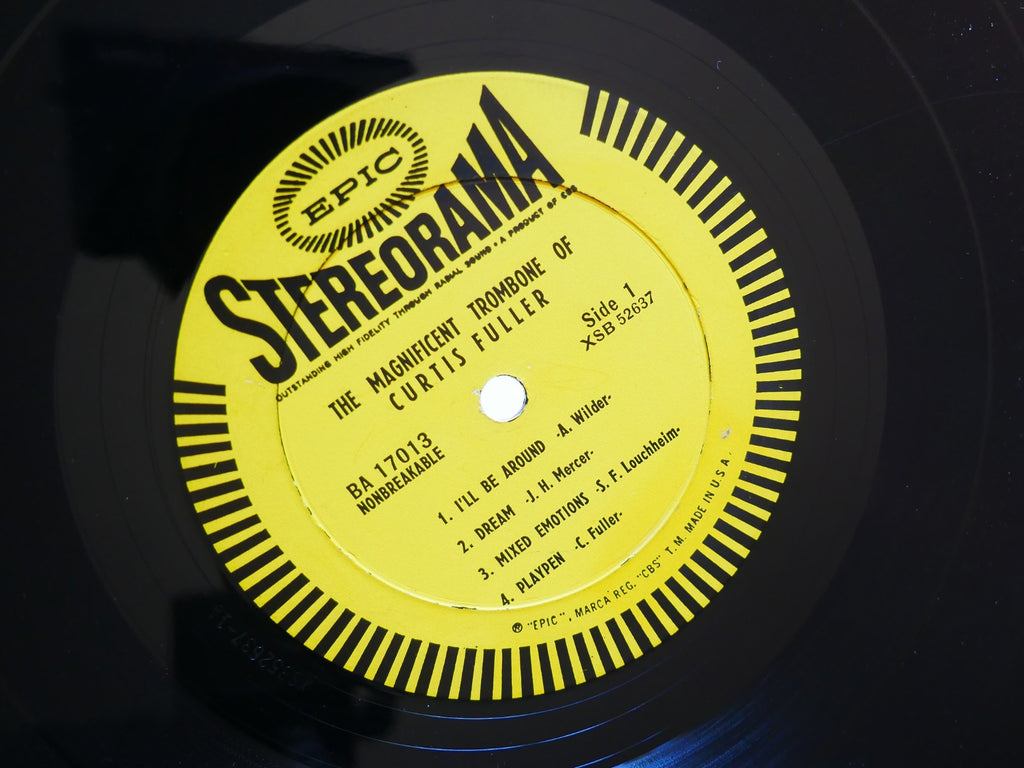 EPIC
STEREORAMA
OUTSTANDING HIGH FIDELITY THROUGH RADIAL SOUND • A PRODUCT OF CBS
THE MAGNIFICENT TROMBONE OF
CURTIS FULLER
Side 1
XSB 52637
BA 17013
NONBREAKABLE
1. I'LL BE AROUND -A. Wilder-
2. DREAM -J. H. Mercer-
3. MIXED EMOTIONS -S. F. Louchheim-
4. PLAYPEN -C. Fuller-
® "EPIC", MARCA REG. "CBS" T.M. MADE IN U.S.A.